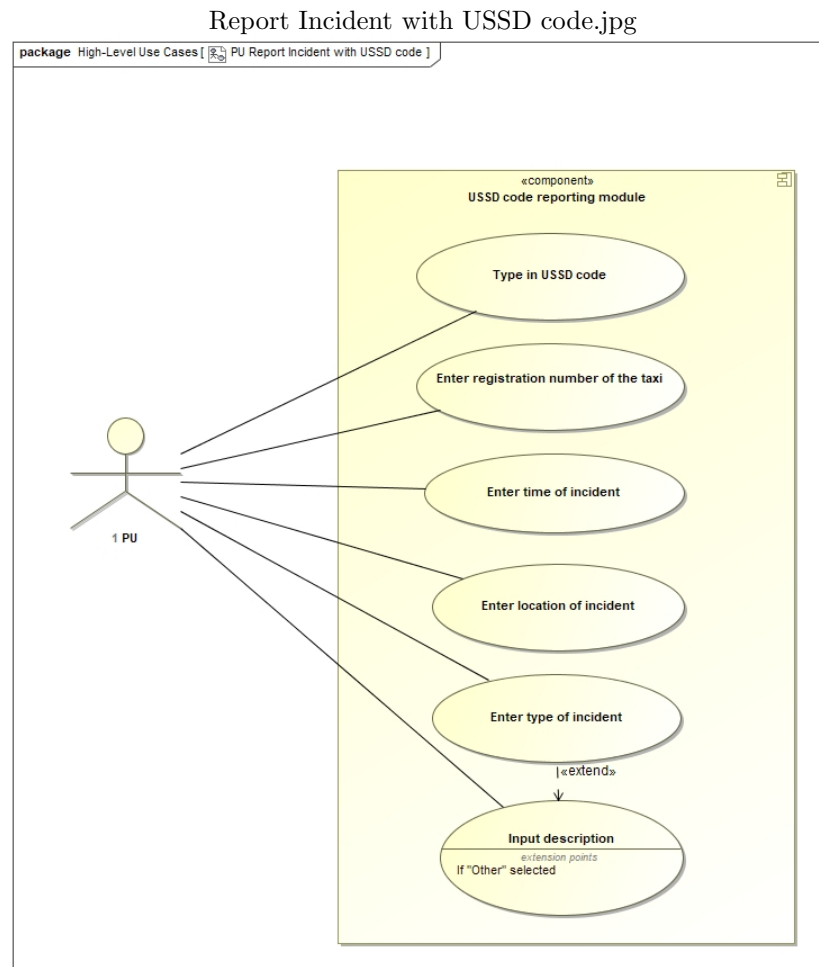 Report Incident with USSD code.jpg
package High-Level Use Cases [ PU Report Incident with USSD code ]
«component»
USSD code reporting module
Type in USSD code
Enter registration number of the taxi
Enter time of incident
Enter location of incident
1 PU
Enter type of incident
«extend»
Input description
extension points
If "Other" selected